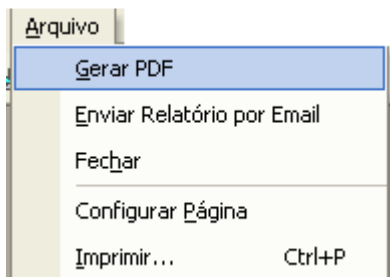 Arquivo
Gerar PDF
Enviar Relatório por Email
Fechar
Configurar Página
Imprimir... Ctrl+P